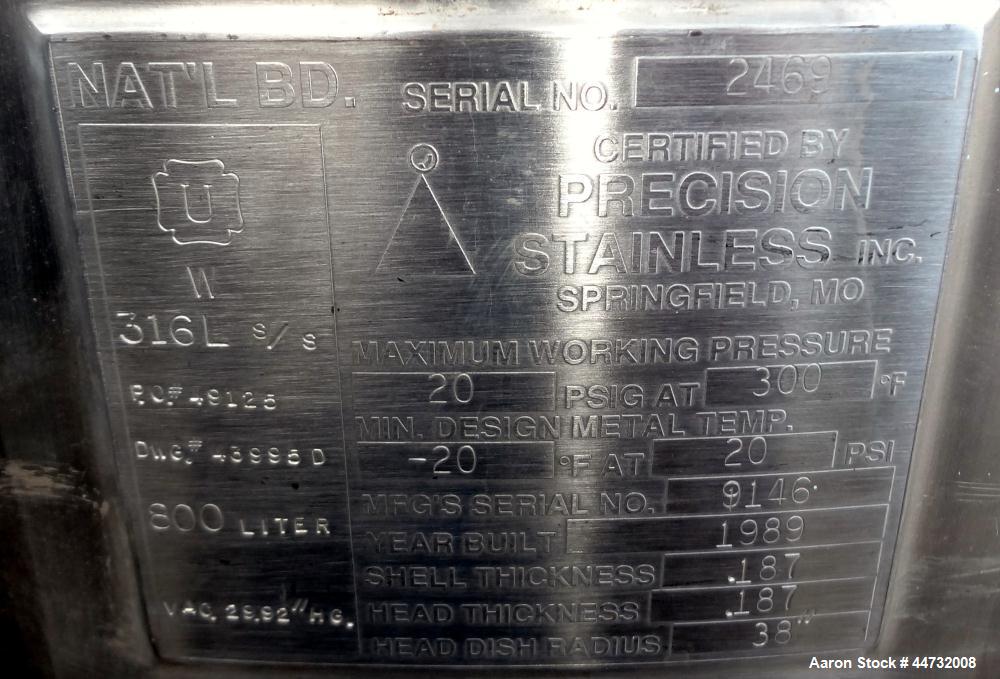 NAT'L BD. SERIAL NO. 2469
U
W
316L S/S
P.O.# 49125
DWG.# 43995 D
800 LITER
VAC. 29.92" HG.
CERTIFIED BY
PRECISION
STAINLESS INC.
SPRINGFIELD, MO
MAXIMUM WORKING PRESSURE
20 PSIG AT 300 °F
MIN. DESIGN METAL TEMP.
-20 °F AT 20 PSI
MFG'S SERIAL NO. 9146
YEAR BUILT 1989
SHELL THICKNESS .187
HEAD THICKNESS .187
HEAD DISH RADIUS 38"
Aaron Stock # 44732008